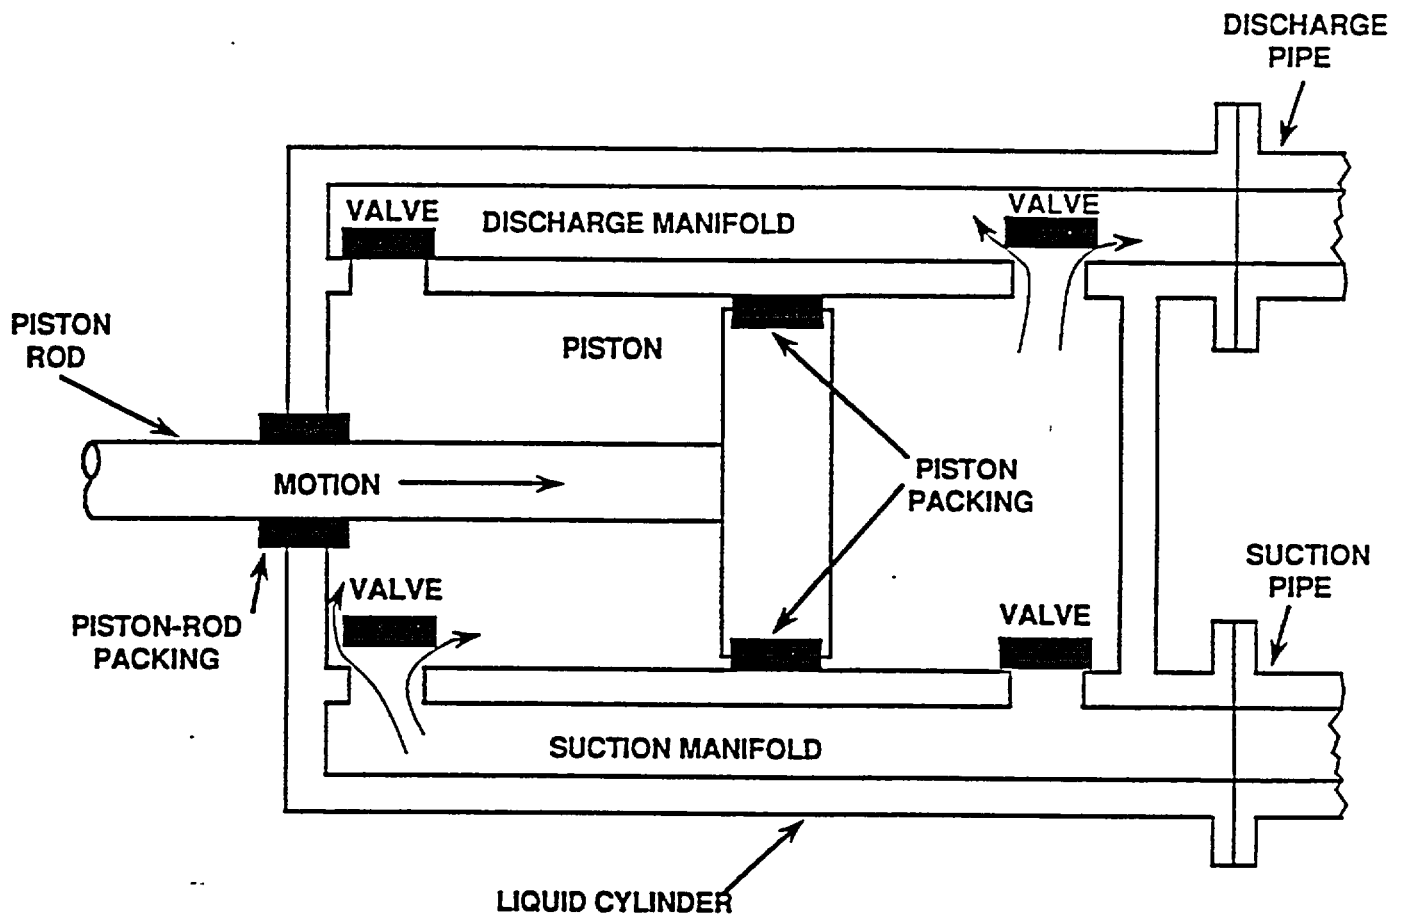 DISCHARGE
PIPE
VALVE
DISCHARGE MANIFOLD
VALVE
PISTON
ROD
PISTON
MOTION
PISTON
PACKING
SUCTION
PIPE
VALVE
VALVE
PISTON-ROD
PACKING
SUCTION MANIFOLD
LIQUID CYLINDER